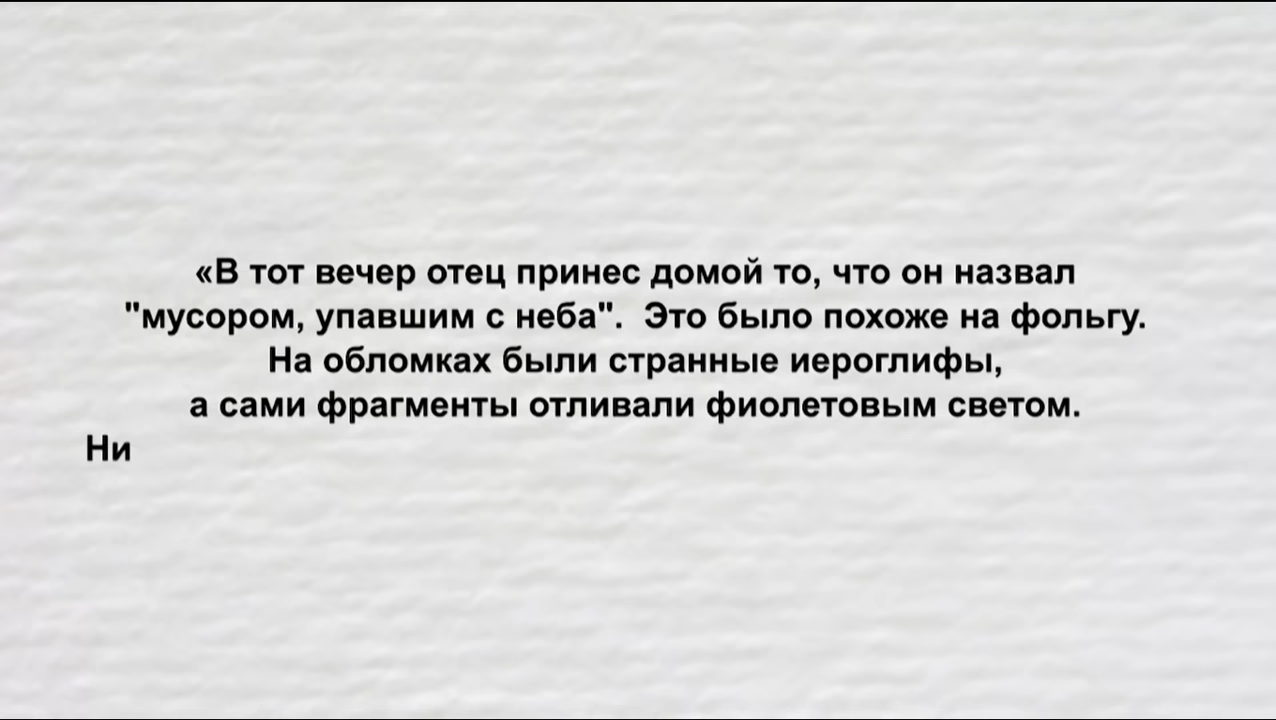 «В тот вечер отец принес домой то, что он назвал
"мусором, упавшим с неба".  Это было похоже на фольгу.
На обломках были странные иероглифы,
а сами фрагменты отливали фиолетовым светом.
Ни